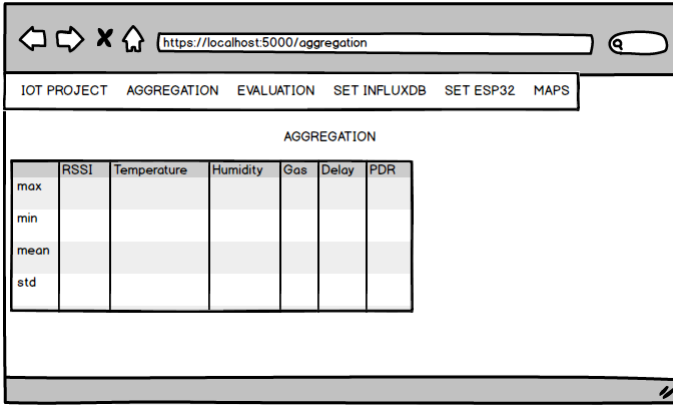 https://localhost:5000/aggregation
IOT PROJECT AGGREGATION EVALUATION SET INFLUXDB SET ESP32 MAPS
AGGREGATION
RSSI Temperature Humidity Gas Delay PDR
max
min
mean
std